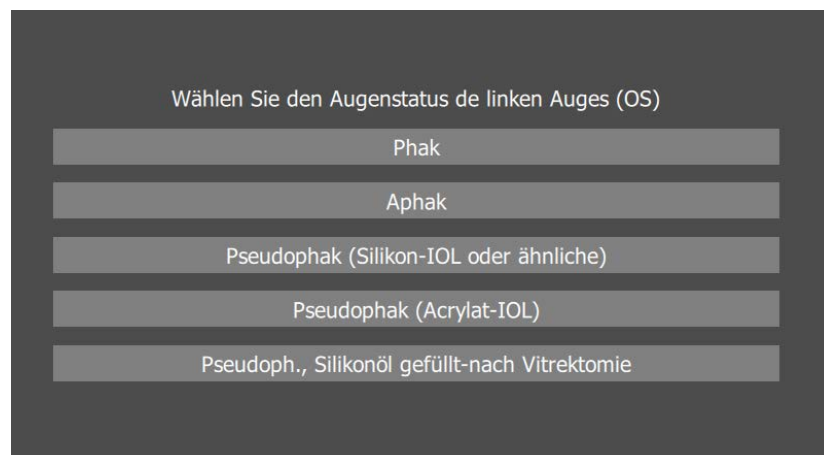 Wählen Sie den Augenstatus de linken Auges (OS)
Phak
Aphak
Pseudophak (Silikon-IOL oder ähnliche)
Pseudophak (Acrylat-IOL)
Pseudoph., Silikonöl gefüllt-nach Vitrektomie